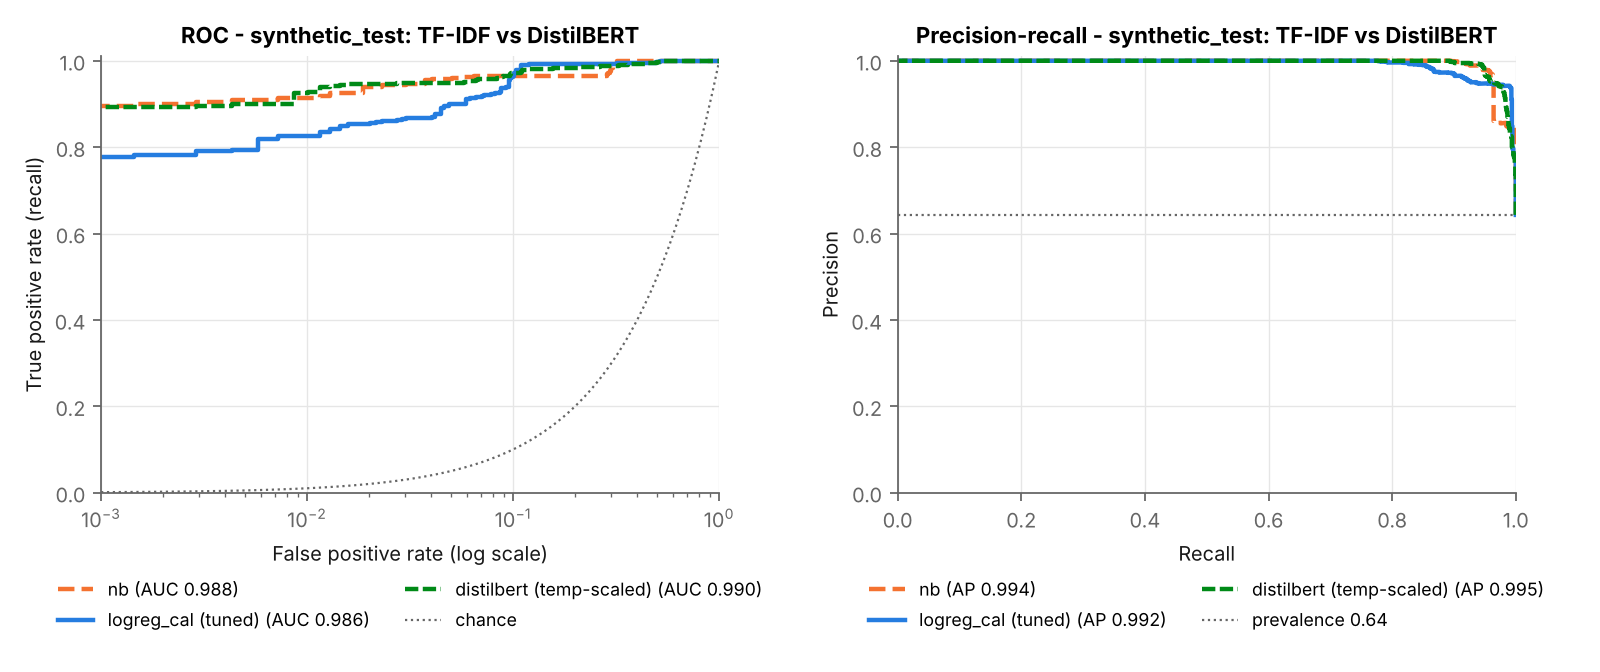 ROC - synthetic_test: TF-IDF vs DistilBERT
True positive rate (recall)
1.0
0.8
0.6
0.4
0.2
0.0
10⁻³
10⁻²
10⁻¹
10⁰
False positive rate (log scale)
nb (AUC 0.988)
logreg_cal (tuned) (AUC 0.986)
distilbert (temp-scaled) (AUC 0.990)
chance
Precision-recall - synthetic_test: TF-IDF vs DistilBERT
Precision
1.0
0.8
0.6
0.4
0.2
0.0
0.0
0.2
0.4
0.6
0.8
1.0
Recall
nb (AP 0.994)
logreg_cal (tuned) (AP 0.992)
distilbert (temp-scaled) (AP 0.995)
prevalence 0.64